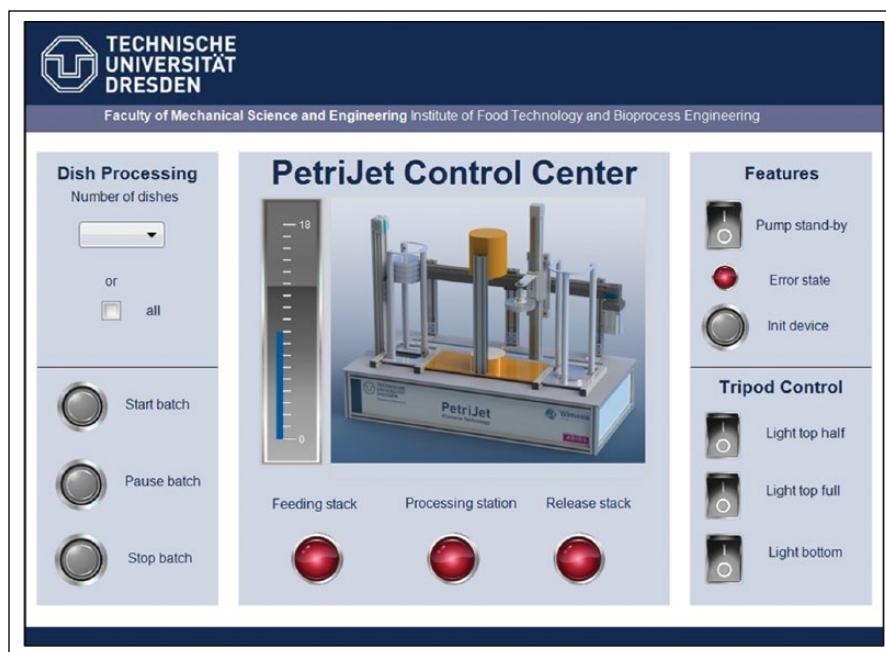 TECHNISCHE
UNIVERSITÄT
DRESDEN
Faculty of Mechanical Science and Engineering Institute of Food Technology and Bioprocess Engineering
Dish Processing
Number of dishes
or
all
Start batch
Pause batch
Stop batch
PetriJet Control Center
18
0
TECHNISCHE
UNIVERSITÄT
DRESDEN
PetriJet
Feeding stack
Processing station
Release stack
Features
Pump stand-by
Error state
Init device
Tripod Control
Light top half
Light top full
Light bottom